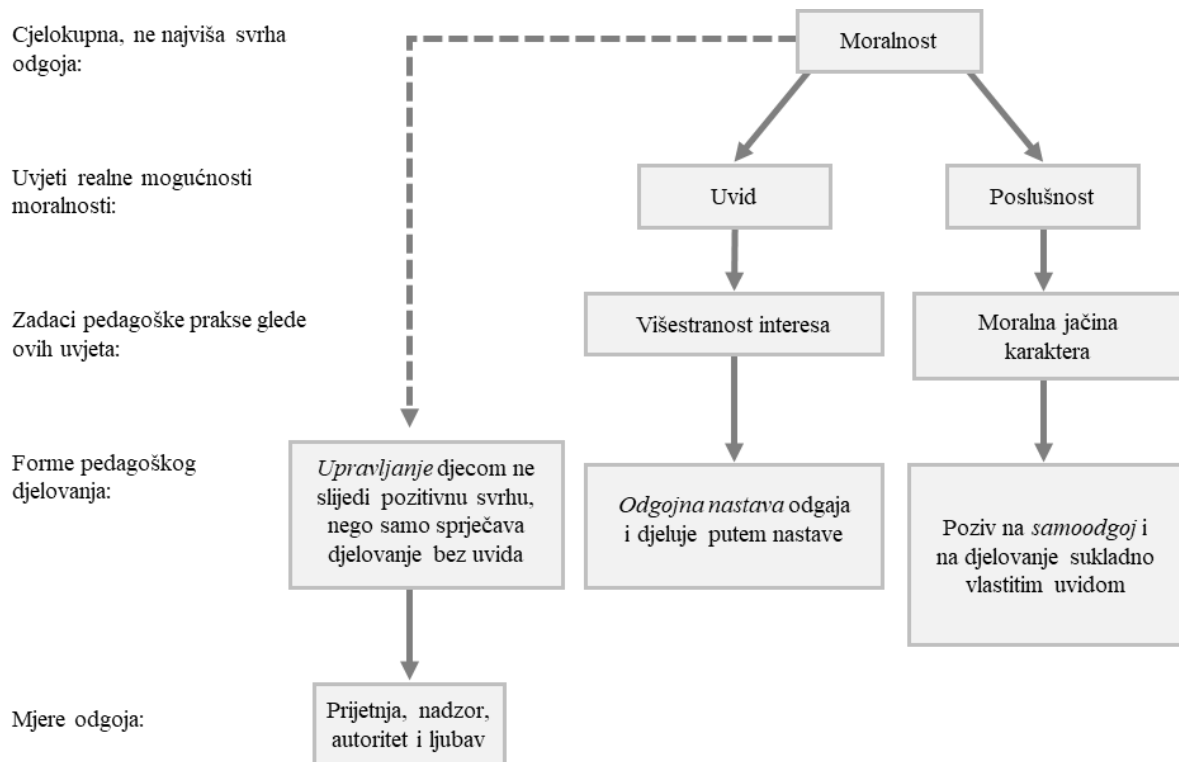 Cjelokupna, ne najviša svrha
odgoja:
Moralnost
Uvjeti realne mogućnosti
moralnosti:
Uvid
Poslušnost
Zadaci pedagoške prakse glede
ovih uvjeta:
Višestranost interesa
Moralna jačina
karaktera
Forme pedagoškog
djelovanja:
Upravljanje djecom ne
slijedi pozitivnu svrhu,
nego samo sprječava
djelovanje bez uvida
Odgojna nastava odgaja
i djeluje putem nastave
Poziv na samoodgoj i
na djelovanje sukladno
vlastitim uvidom
Mjere odgoja:
Prijetnja, nadzor,
autoritet i ljubav